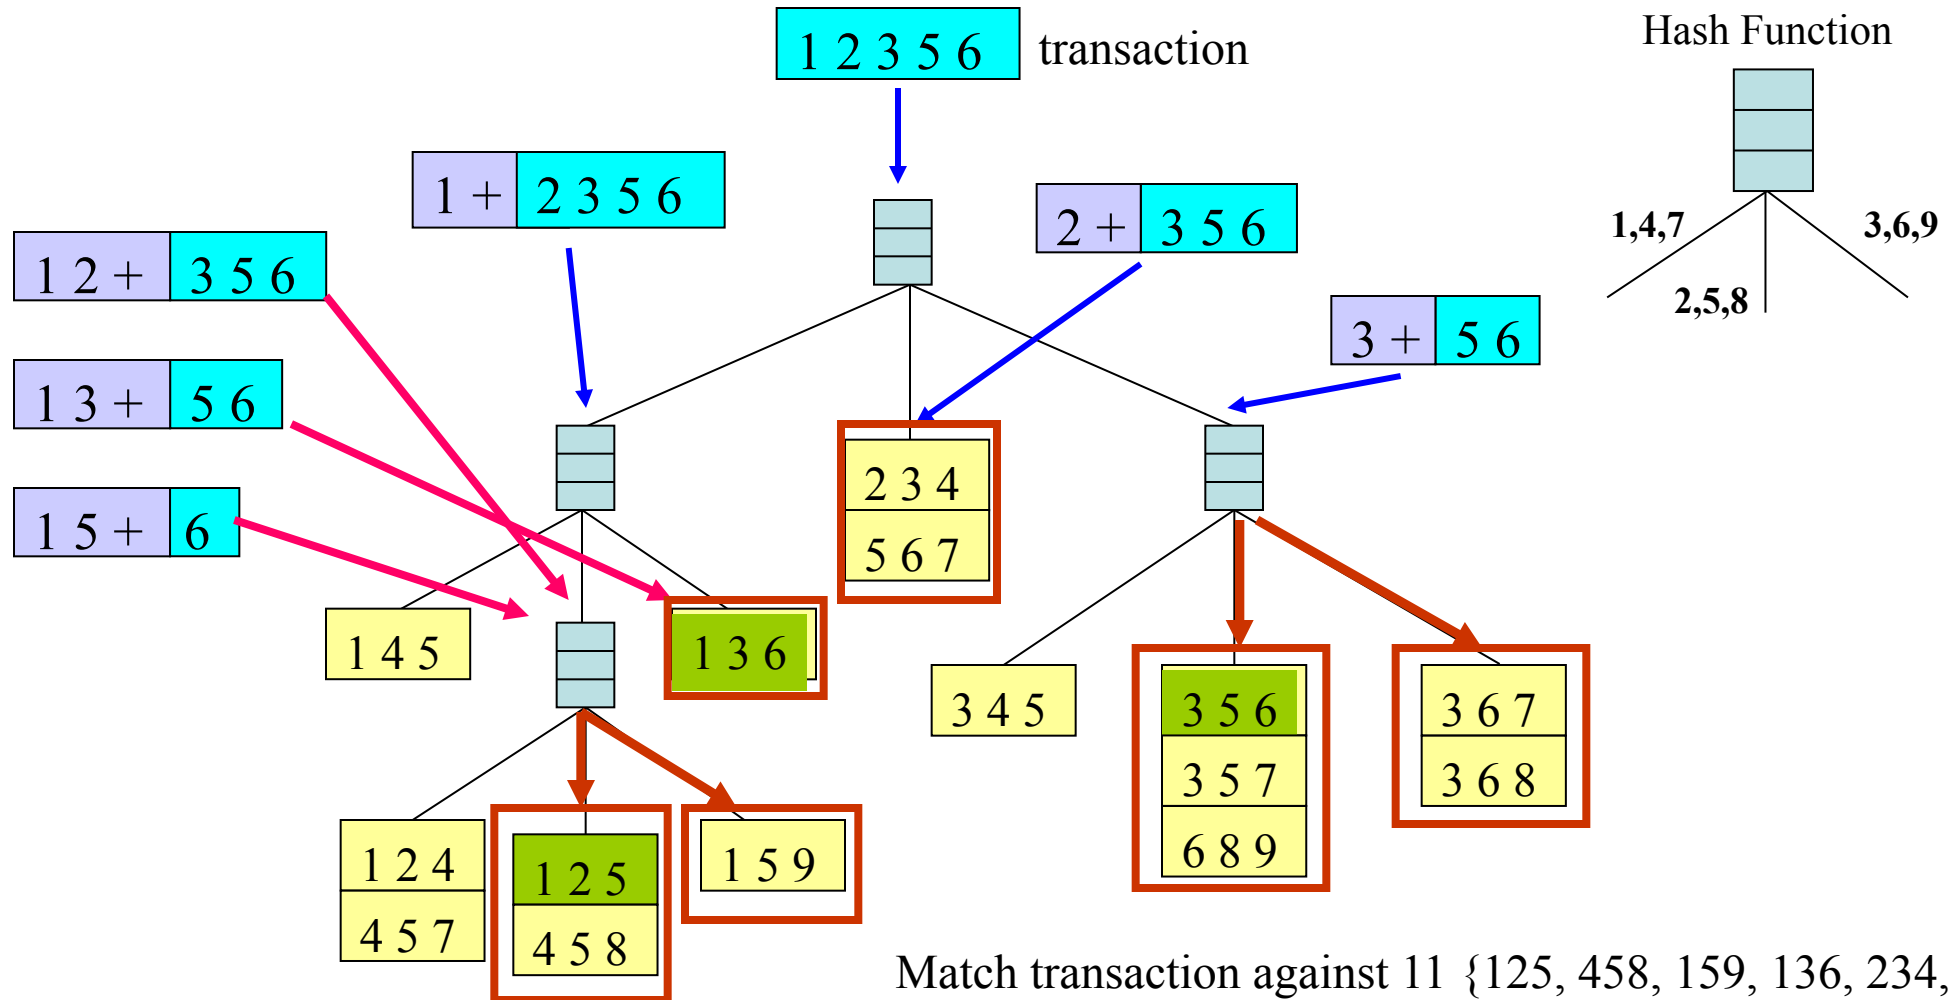 1 2 3 5 6 transaction
Hash Function
1 + 2 3 5 6
2 + 3 5 6
1,4,7
3,6,9
2,5,8
1 2 + 3 5 6
3 + 5 6
1 3 + 5 6
1 5 + 6
2 3 4
5 6 7
1 4 5
1 3 6
3 4 5
3 5 6
3 6 7
3 5 7
3 6 8
6 8 9
1 2 4
1 2 5
1 5 9
4 5 7
4 5 8
Match transaction against 11 {125, 458, 159, 136, 234,